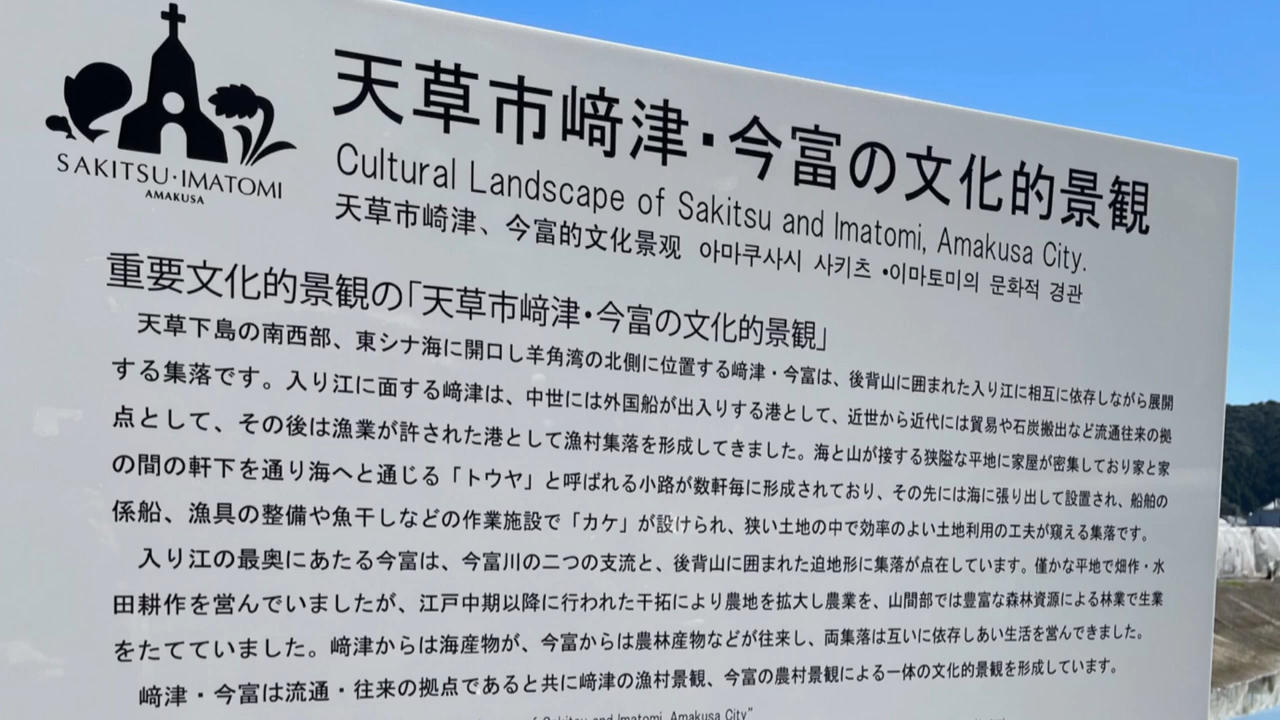 SAKITSU・IMATOMI
AMAKUSA
天草市﨑津・今富の文化的景観
Cultural Landscape of Sakitsu and Imatomi, Amakusa City.
天草市崎津、今富的文化景观 아마쿠사시 사키츠 •이마토미의 문화적 경관
重要文化的景観の「天草市﨑津・今富の文化的景観」
天草下島の南西部、東シナ海に開口し羊角湾の北側に位置する﨑津・今富は、後背山に囲まれた入り江に相互に依存しながら展開
する集落です。入り江に面する﨑津は、中世には外国船が出入りする港として、近世から近代には貿易や石炭搬出など流通往来の拠
点として、その後は漁業が許された港として漁村集落を形成してきました。海と山が接する狭隘な平地に家屋が密集しており家と家
の間の軒下を通り海へと通じる「トウヤ」と呼ばれる小路が数軒毎に形成されており、その先には海に張り出して設置され、船舶の
係船、漁具の整備や魚干しなどの作業施設で「カケ」が設けられ、狭い土地の中で効率のよい土地利用の工夫が窺える集落です。
入り江の最奥にあたる今富は、今富川の二つの支流と、後背山に囲まれた迫地形に集落が点在しています。僅かな平地で畑作・水
田耕作を営んでいましたが、江戸中期以降に行われた干拓により農地を拡大し農業を、山間部では豊富な森林資源による林業で生業
をたてていました。﨑津からは海産物が、今富からは農林産物などが往来し、両集落は互いに依存しあい生活を営んできました。
﨑津・今富は流通・往来の拠点であると共に﨑津の漁村景観、今富の農村景観による一体の文化的景観を形成しています。
of Sakitsu and Imatomi, Amakusa City"